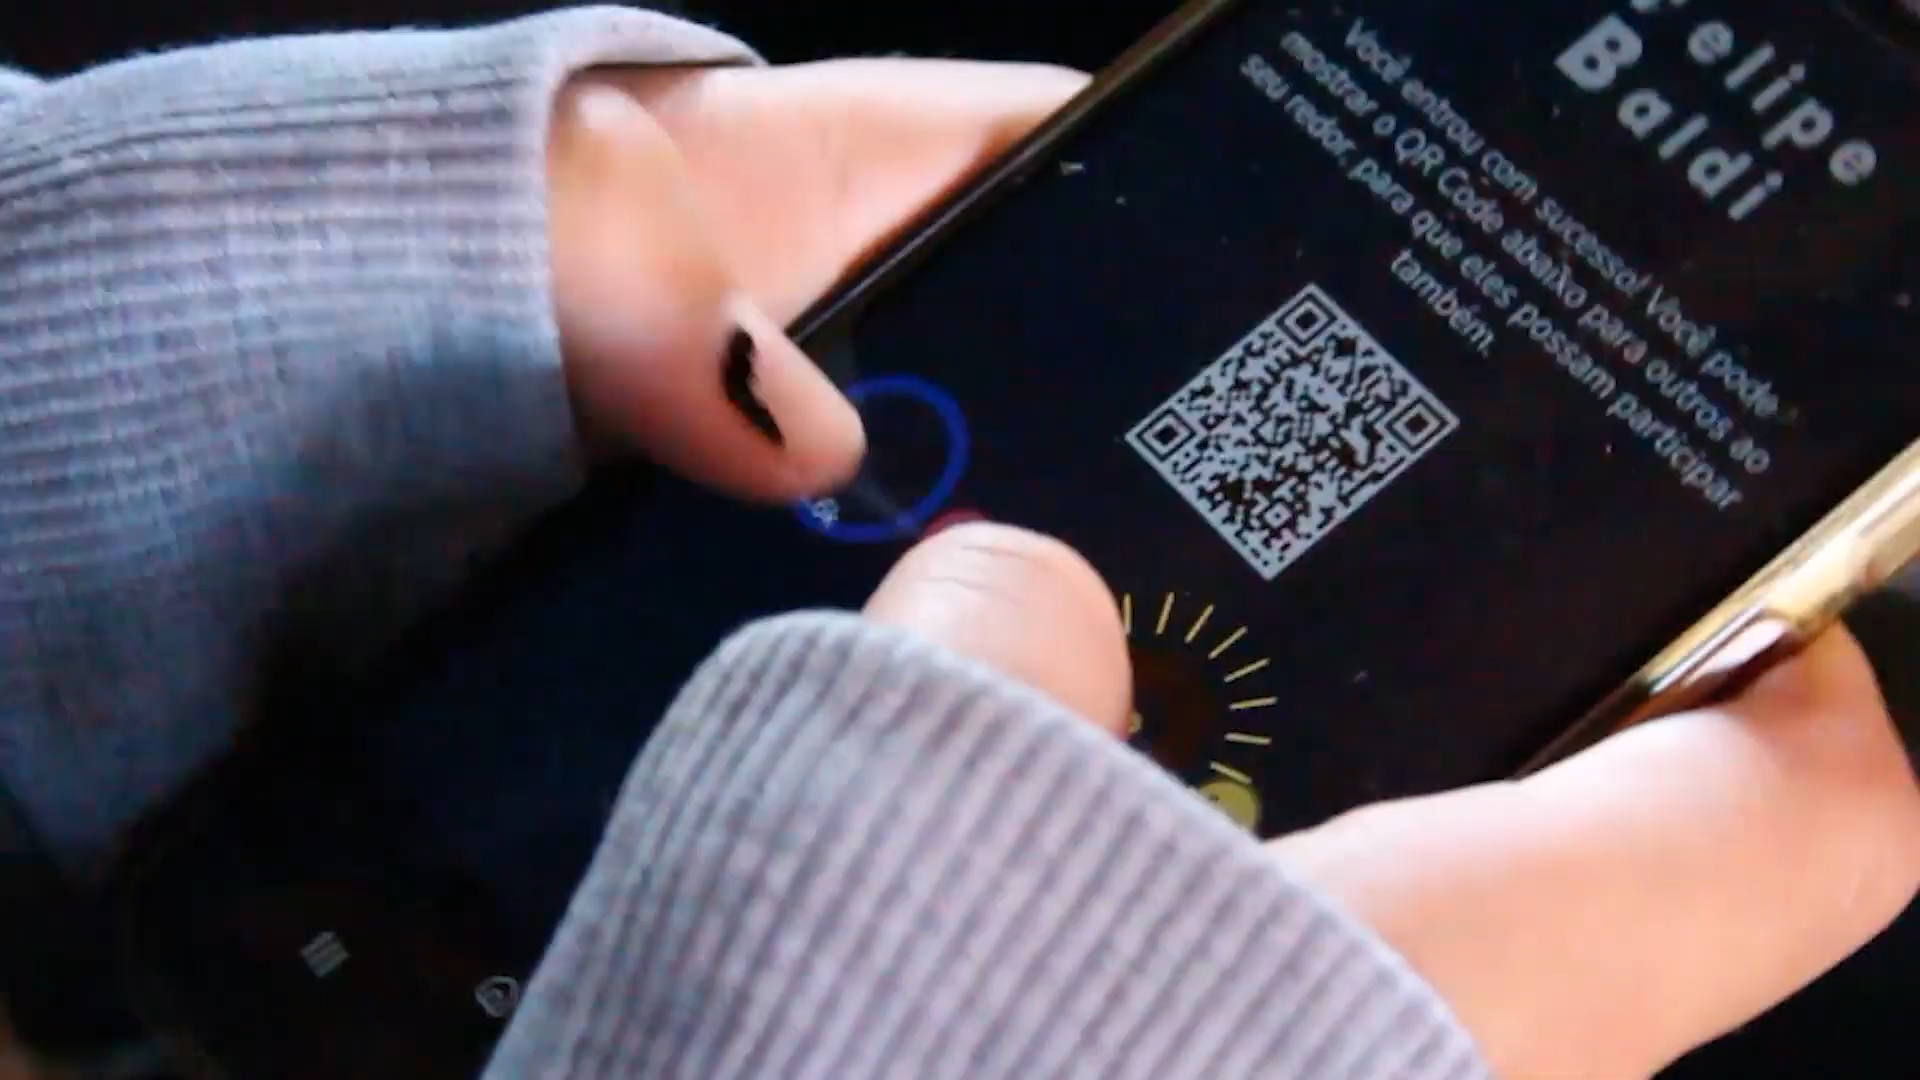 Felipe
Baldi
Você entrou com sucesso! Você pode
mostrar o QR Code abaixo para outros ao
seu redor, para que eles possam participar
também.